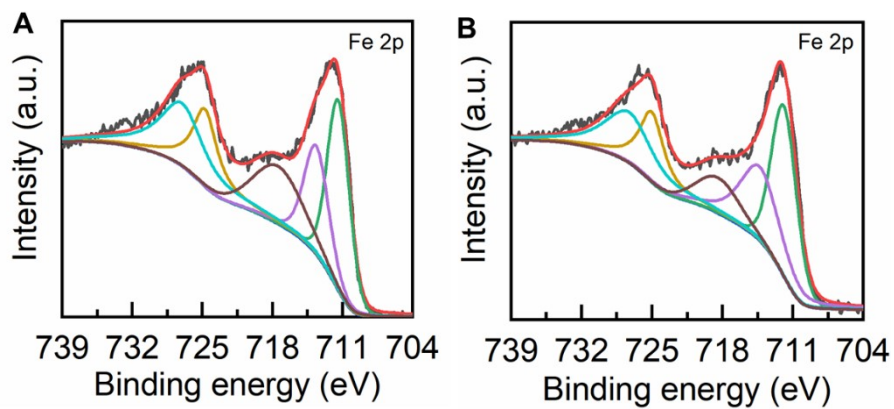 A
Fe 2p
Intensity (a.u.)
739 732 725 718 711 704
Binding energy (eV)
B
Fe 2p
Intensity (a.u.)
739 732 725 718 711 704
Binding energy (eV)